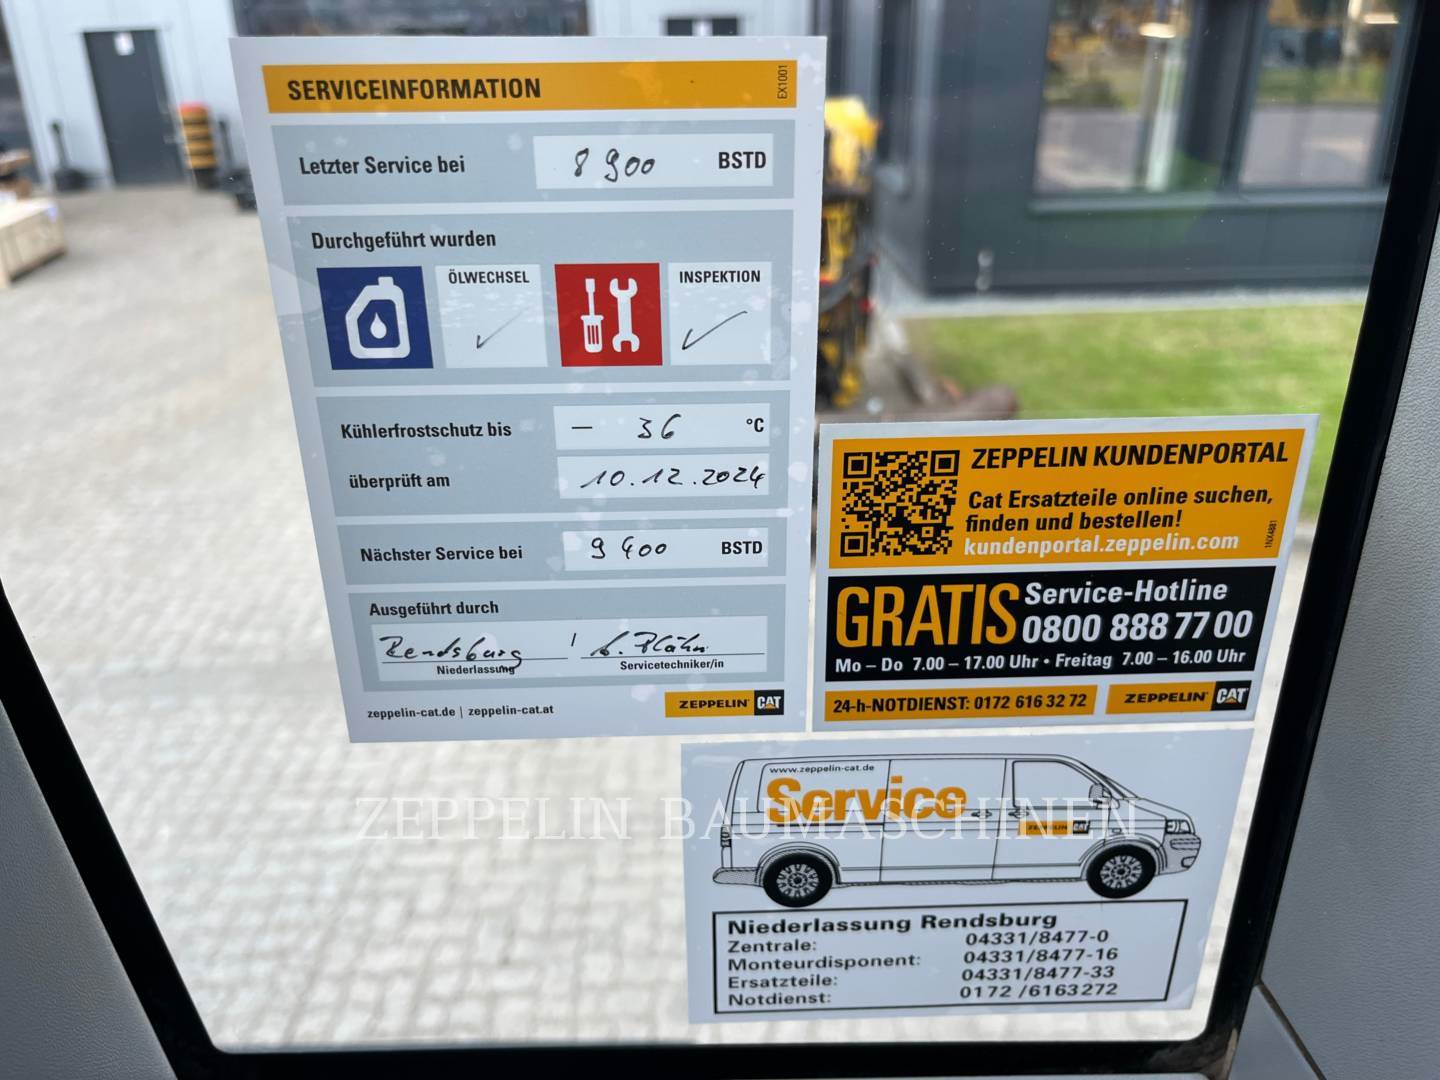 SERVICEINFORMATION
EX1001
Letzter Service bei 8900 BSTD
Durchgeführt wurden
ÖLWECHSEL
INSPEKTION
Kühlerfrostschutz bis – 36 °C
überprüft am 10.12.2024
Nächster Service bei 9400 BSTD
Ausgeführt durch
Rendsburg / 
Niederlassung Servicetechniker/in
zeppelin-cat.de | zeppelin-cat.at
ZEPPELIN CAT
ZEPPELIN KUNDENPORTAL
Cat Ersatzteile online suchen,
finden und bestellen!
kundenportal.zeppelin.com
1NX4881
GRATIS Service-Hotline
0800 888 77 00
Mo – Do 7.00 – 17.00 Uhr • Freitag 7.00 – 16.00 Uhr
24-h-NOTDIENST: 0172 616 32 72
ZEPPELIN CAT
www.zeppelin-cat.de
Service
ZEPPELIN CAT
ZEPPELIN BAUMASCHINEN
Niederlassung Rendsburg
Zentrale: 04331/8477-0
Monteurdisponent: 04331/8477-16
Ersatzteile: 04331/8477-33
Notdienst: 0172 /6163272